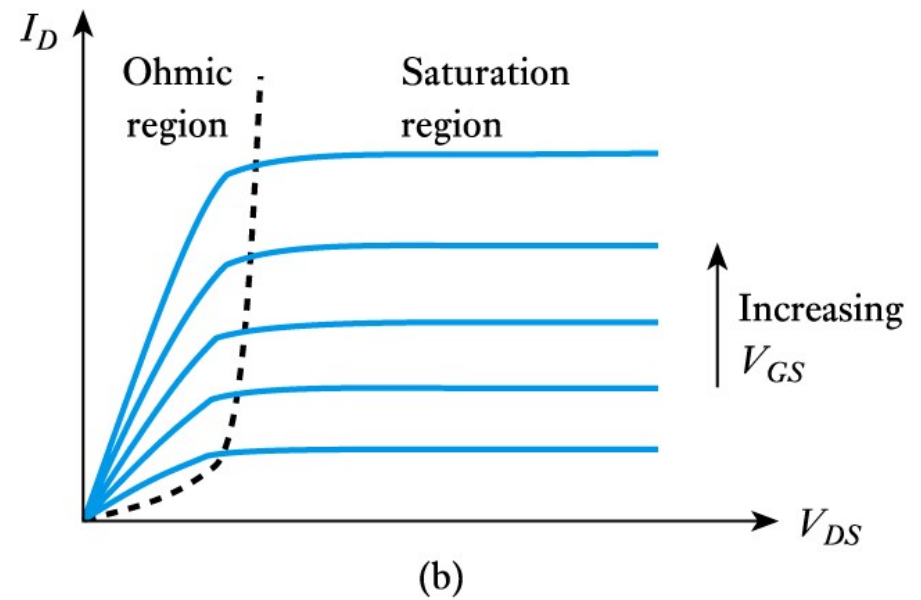 I_D
Ohmic
region
Saturation
region
Increasing
V_GS
V_DS
(b)